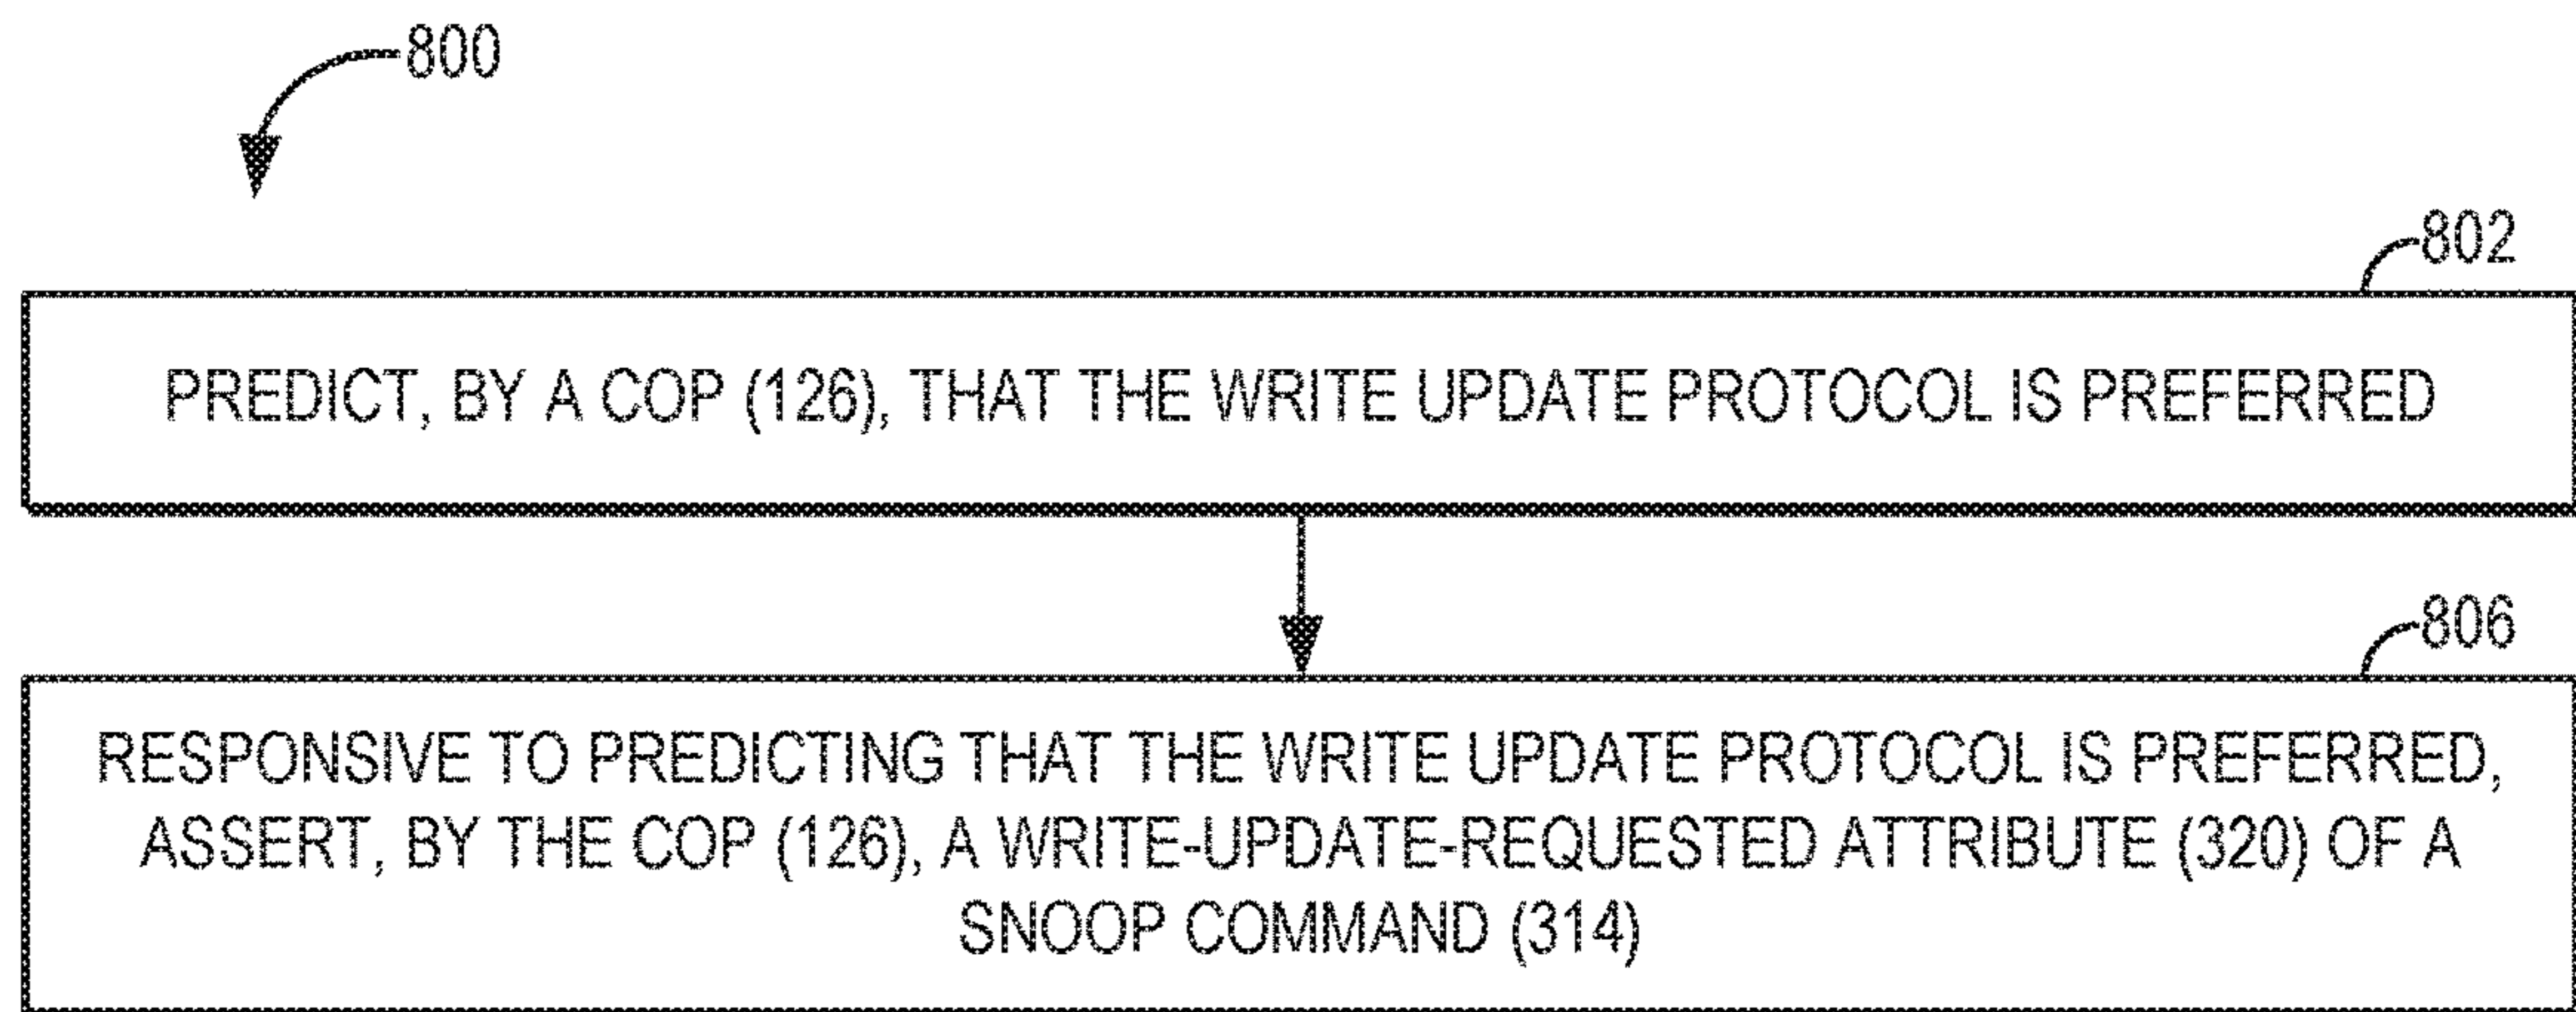 800
802
PREDICT, BY A COP (126), THAT THE WRITE UPDATE PROTOCOL IS PREFERRED
806
RESPONSIVE TO PREDICTING THAT THE WRITE UPDATE PROTOCOL IS PREFERRED,
ASSERT, BY THE COP (126), A WRITE-UPDATE-REQUESTED ATTRIBUTE (320) OF A
SNOOP COMMAND (314)